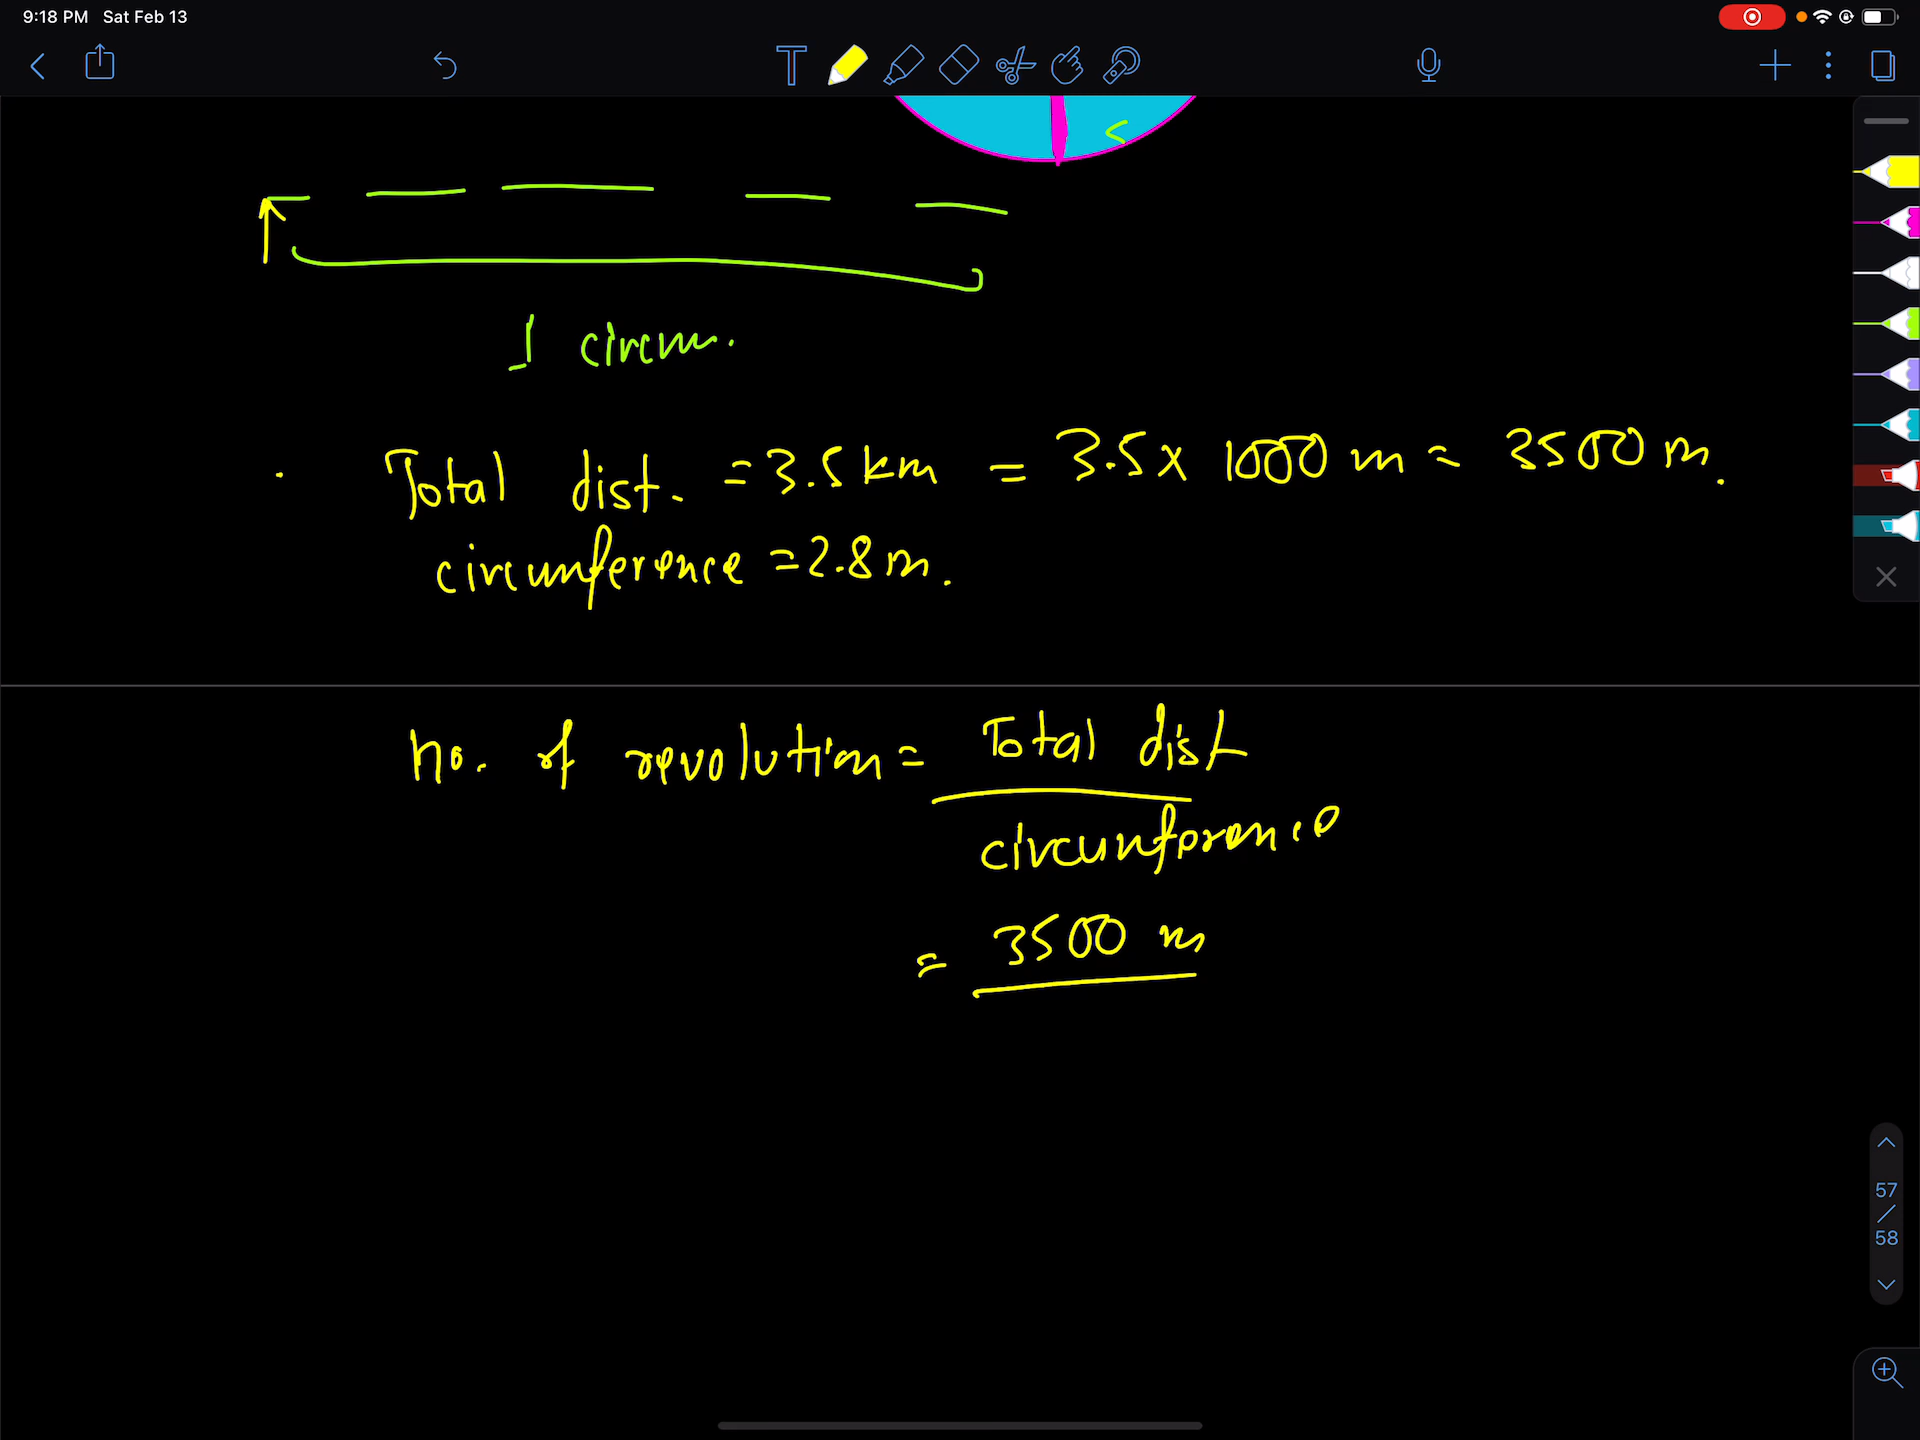 9:18 PM Sat Feb 13
1 circum.
Total dist. = 3.5 km = 3.5 x 1000 m = 3500 m.
circumference = 2.8 m.
no. of revolution = Total dist
circumference
= 3500 m
57
/
58